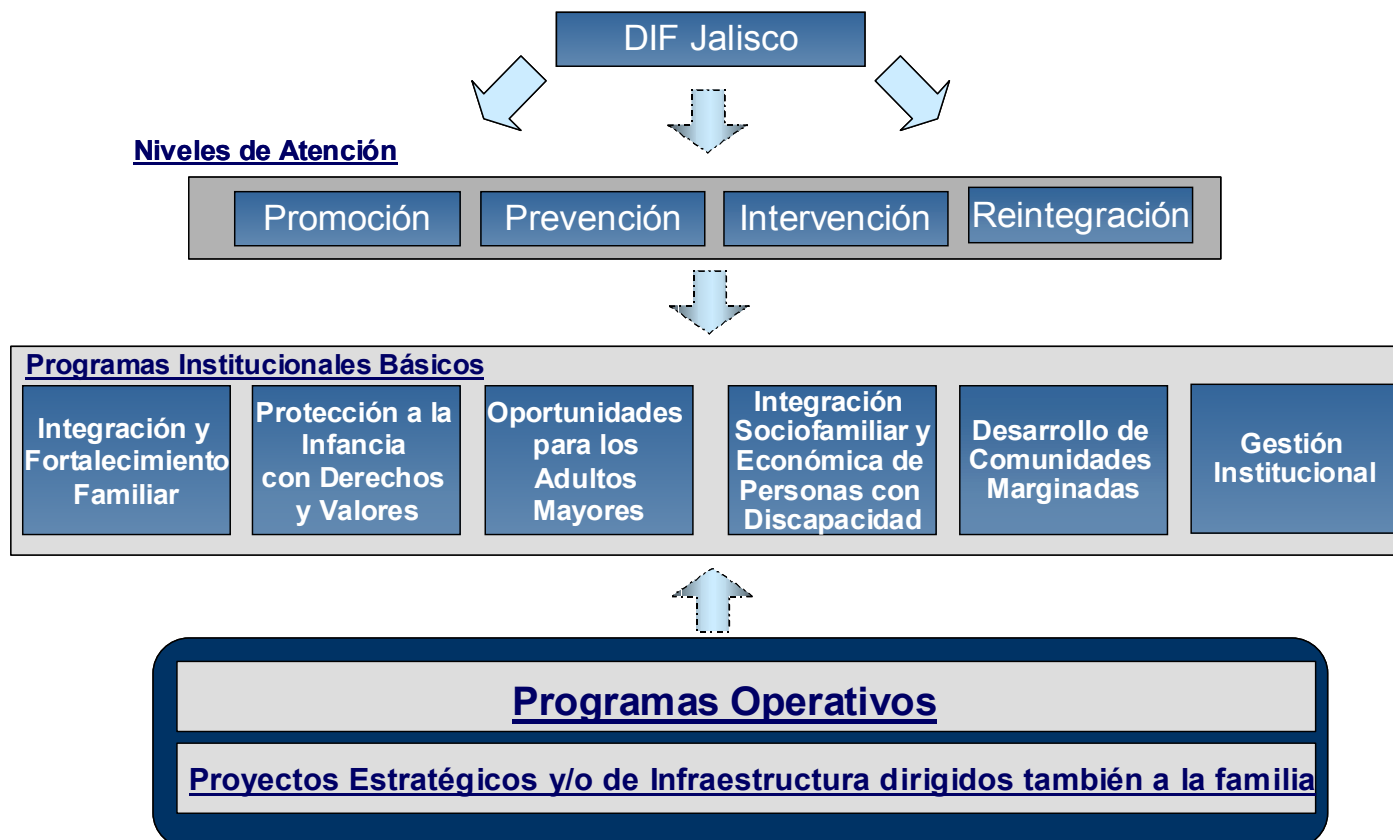 DIF Jalisco
Niveles de Atención
Promoción
Prevención
Intervención
Reintegración
Programas Institucionales Básicos
Integración y
Fortalecimiento
Familiar
Protección a la
Infancia
con Derechos
y Valores
Oportunidades
para los
Adultos
Mayores
Integración
Sociofamiliar y
Económica de
Personas con
Discapacidad
Desarrollo de
Comunidades
Marginadas
Gestión
Institucional
Programas Operativos
Proyectos Estratégicos y/o de Infraestructura dirigidos también a la familia